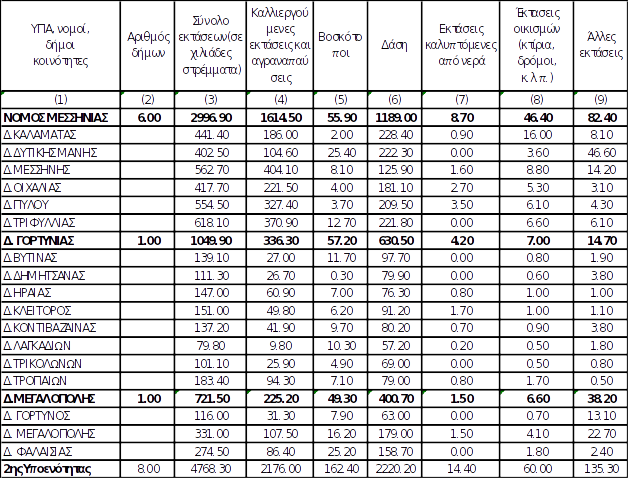 ΥΠΑ, νομοί, δήμοι κοινότητες | Αριθμός δήμων | Σύνολο εκτάσεων(σε χιλιάδες στρέμματα) | Καλλιεργούμενες εκτάσεις και αγραναπαύσεις | Βοσκότοποι | Δάση | Εκτάσεις καλυπτόμενες από νερά | Έκτασεις οικισμών (κτίρια, δρόμοι, κ.λπ.) | Άλλες εκτάσεις
(1) (2) (3) (4) (5) (6) (7) (8) (9)
ΝΟΜΟΣ ΜΕΣΣΗΝΙΑΣ 6.00 2996.90 1614.50 55.90 1189.00 8.70 46.40 82.40
Δ.ΚΑΛΑΜΑΤΑΣ 441.40 186.00 2.00 228.40 0.90 16.00 8.10
Δ.ΔΥΤΙΚΗΣ ΜΑΝΗΣ 402.50 104.60 25.40 222.30 0.00 3.60 46.60
Δ.ΜΕΣΣΗΝΗΣ 562.70 404.10 8.10 125.90 1.60 8.80 14.20
Δ.ΟΙΧΑΛΙΑΣ 417.70 221.50 4.00 181.10 2.70 5.30 3.10
Δ.ΠΥΛΟΥ 554.50 327.40 3.70 209.50 3.50 6.10 4.30
Δ.ΤΡΙΦΥΛΛΙΑΣ 618.10 370.90 12.70 221.80 0.00 6.60 6.10
Δ. ΓΟΡΤΥΝΙΑΣ 1.00 1049.90 336.30 57.20 630.50 4.20 7.00 14.70
Δ.ΒΥΤΙΝΑΣ 139.10 27.00 11.70 97.70 0.00 0.80 1.90
Δ.ΔΗΜΗΤΣΑΝΑΣ 111.30 26.70 0.30 79.90 0.00 0.60 3.80
Δ.ΗΡΑΙΑΣ 147.00 60.90 7.00 76.30 0.80 1.00 1.00
Δ.ΚΛΕΙΤΟΡΟΣ 151.00 49.80 6.20 91.20 1.70 1.00 1.10
Δ.ΚΟΝΤΙΒΑΖΑΙΝΑΣ 137.20 41.90 9.70 80.20 0.70 0.90 3.80
Δ.ΛΑΓΚΑΔΙΩΝ 79.80 9.80 10.30 57.20 0.20 0.50 1.80
Δ.ΤΡΙΚΟΛΩΝΩΝ 101.10 25.90 4.90 69.00 0.00 0.50 0.80
Δ.ΤΡΟΠΑΙΩΝ 183.40 94.30 7.10 79.00 0.80 1.70 0.50
Δ.ΜΕΓΑΛΟΠΟΛΗΣ 1.00 721.50 225.20 49.30 400.70 1.50 6.60 38.20
Δ. ΓΟΡΤΥΝΟΣ 116.00 31.30 7.90 63.00 0.00 0.70 13.10
Δ. ΜΕΓΑΛΟΠΟΛΗΣ 331.00 107.50 16.20 179.00 1.50 4.10 22.70
Δ. ΦΑΛΑΙΣΙΑΣ 274.50 86.40 25.20 158.70 0.00 1.80 2.40
2ης Υποενότητας 8.00 4768.30 2176.00 162.40 2220.20 14.40 60.00 135.30